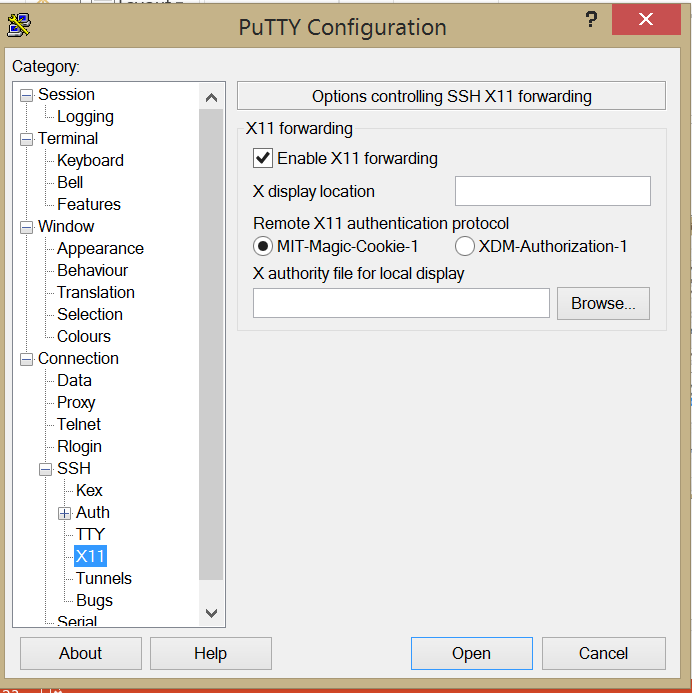 PuTTY Configuration
?
Category:
Session
Logging
Terminal
Keyboard
Bell
Features
Window
Appearance
Behaviour
Translation
Selection
Colours
Connection
Data
Proxy
Telnet
Rlogin
SSH
Kex
Auth
TTY
X11
Tunnels
Bugs
Serial
Options controlling SSH X11 forwarding
X11 forwarding
Enable X11 forwarding
X display location
Remote X11 authentication protocol
MIT-Magic-Cookie-1 XDM-Authorization-1
X authority file for local display
Browse...
About Help Open Cancel